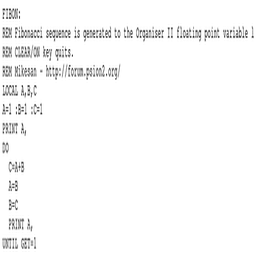 FIBON:
REM Fibonacci sequence is generated to the Organiser II floating point variable l
REM CLEAR/ON key quits.
REM Mikesan - http://forum.psion2.org/
LOCAL A,B,C
A=1 :B=1 :C=1
PRINT A,
DO
C=A+B
A=B
B=C
PRINT A,
UNTIL GET=1